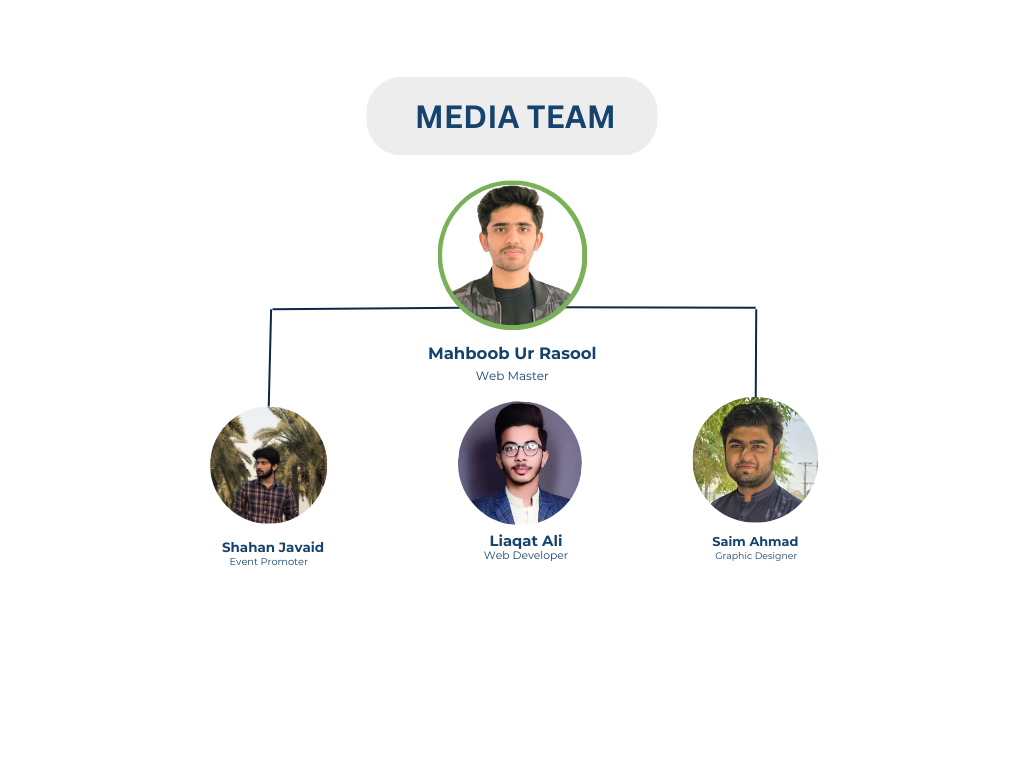 MEDIA TEAM
Mahboob Ur Rasool
Web Master
Shahan Javaid
Event Promoter
Liaqat Ali
Web Developer
Saim Ahmad
Graphic Designer